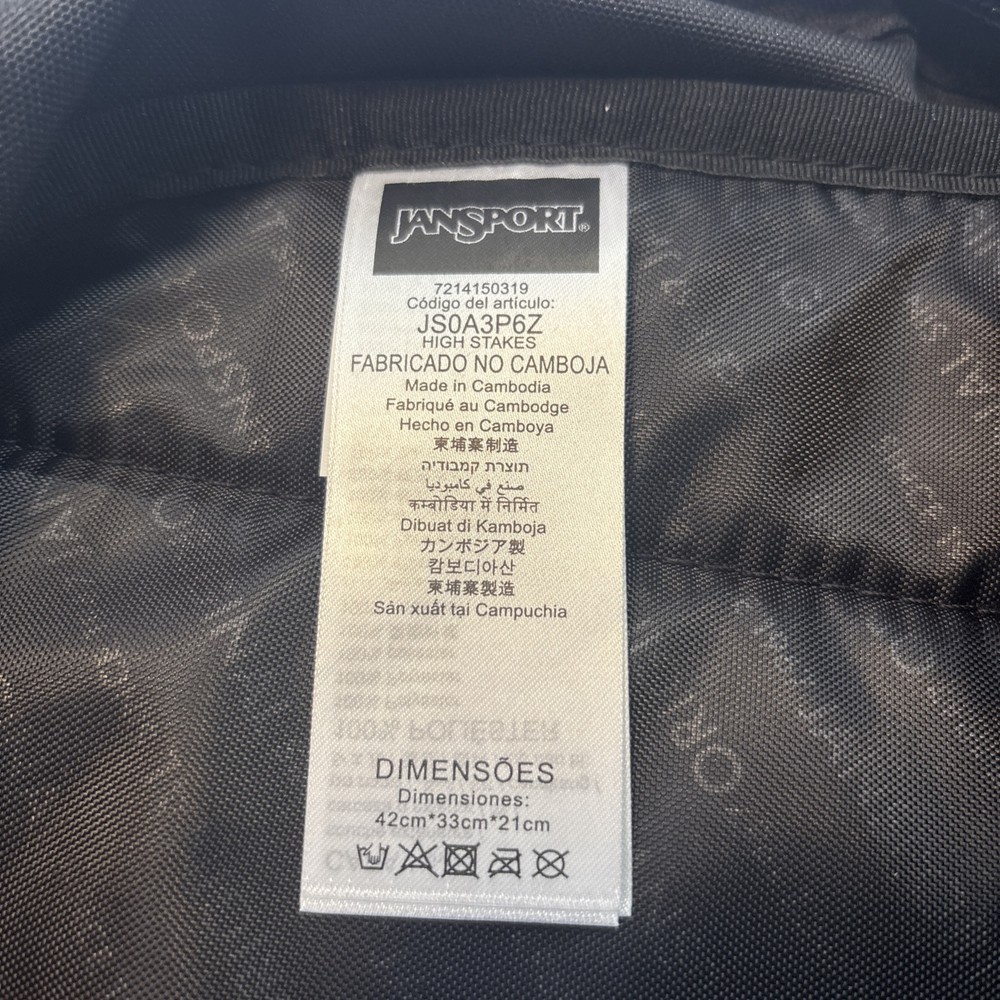 JANSPORT®
7214150319
Código del artículo:
JS0A3P6Z
HIGH STAKES
FABRICADO NO CAMBOJA
Made in Cambodia
Fabriqué au Cambodge
Hecho en Camboya
柬埔寨制造
תוצרת קמבודיה
صنع في كامبوديا
कम्बोडिया में निर्मित
Dibuat di Kamboja
カンボジア製
캄보디아산
柬埔寨製造
Sản xuất tại Campuchia
100% POLIÉSTER
DIMENSÕES
Dimensiones:
42cm*33cm*21cm